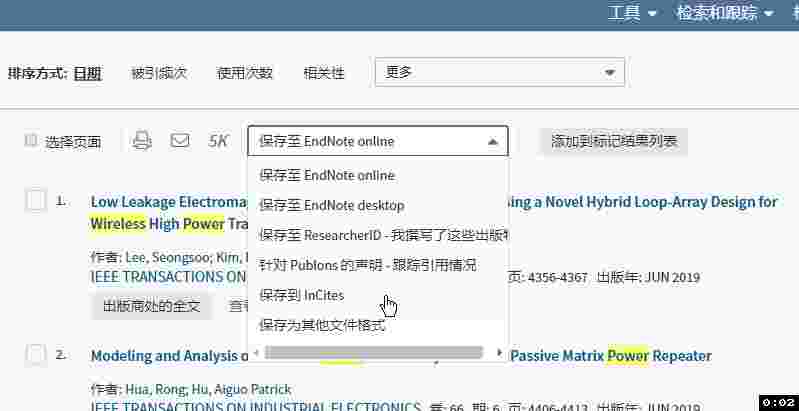 工具 检索和跟踪
排序方式: 日期 被引频次 使用次数 相关性 更多
选择页面 5K 保存至 EndNote online 添加到标记结果列表
保存至 EndNote online
保存至 EndNote desktop
保存至 ResearcherID - 我撰写了这些出版
针对 Publons 的声明 - 跟踪引用情况
保存到 InCites
保存为其他文件格式
1. Low Leakage Electromag sing a Novel Hybrid Loop-Array Design for
Wireless High Power Tra
作者: Lee, Seongsoo; Kim,
IEEE TRANSACTIONS ON 页: 4356-4367 出版年: JUN 2019
出版商处的全文 查看
2. Modeling and Analysis o Passive Matrix Power Repeater
作者: Hua, Rong; Hu, Aiguo Patrick
IEEE TRANSACTIONS ON INDUSTRIAL ELECTRONICS 卷: 66 期: 6 页: 4406-4413 出版年: JUN 2019
0:02